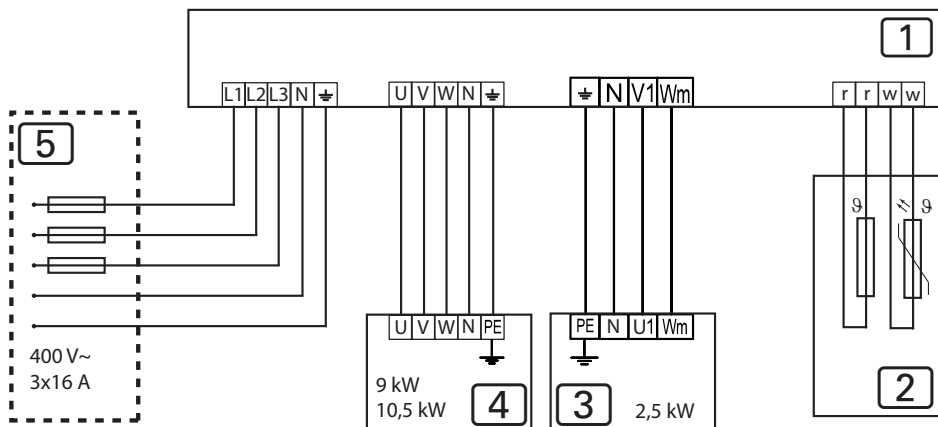 1
L1 L2 L3 N ⏚
U V W N ⏚
⏚ N V1 Wm
r r w w
5
ϑ
ϑ
U V W N PE
PE N U1 Wm
400 V~
3x16 A
9 kW
10,5 kW
4
3
2,5 kW
2